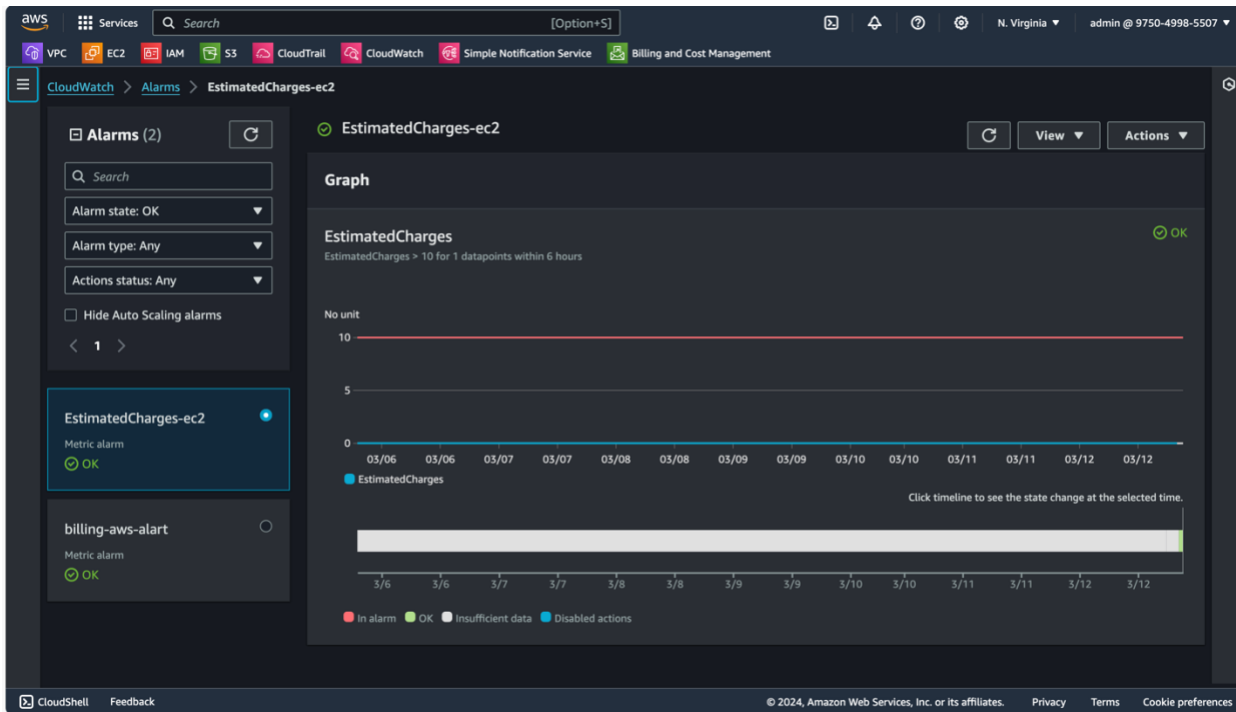 aws Services Search [Option+S] N. Virginia ▼ admin @ 9750-4998-5507 ▼
VPC EC2 IAM S3 CloudTrail CloudWatch Simple Notification Service Billing and Cost Management
CloudWatch > Alarms > EstimatedCharges-ec2
Alarms (2)
Search
Alarm state: OK
Alarm type: Any
Actions status: Any
Hide Auto Scaling alarms
< 1 >
EstimatedCharges-ec2
Metric alarm
OK
billing-aws-alart
Metric alarm
OK
EstimatedCharges-ec2
View ▼ Actions ▼
Graph
EstimatedCharges
OK
EstimatedCharges > 10 for 1 datapoints within 6 hours
No unit
10
5
0
03/06 03/06 03/07 03/07 03/08 03/08 03/09 03/09 03/10 03/10 03/11 03/11 03/12 03/12
EstimatedCharges
Click timeline to see the state change at the selected time.
3/6 3/6 3/7 3/7 3/8 3/8 3/9 3/9 3/10 3/10 3/11 3/11 3/12 3/12
In alarm OK Insufficient data Disabled actions
CloudShell Feedback © 2024, Amazon Web Services, Inc. or its affiliates. Privacy Terms Cookie preferences